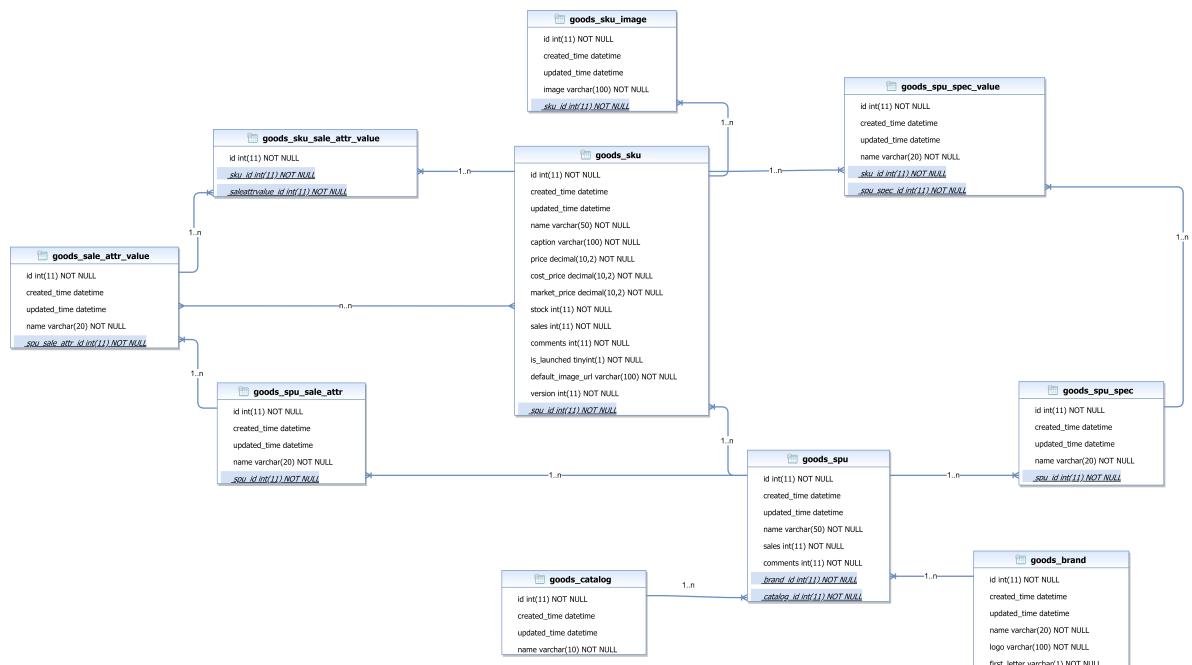 goods_sku_image
id int(11) NOT NULL
created_time datetime
updated_time datetime
image varchar(100) NOT NULL
sku_id int(11) NOT NULL
1..n
goods_spu_spec_value
id int(11) NOT NULL
created_time datetime
updated_time datetime
name varchar(20) NOT NULL
sku_id int(11) NOT NULL
spu_spec_id int(11) NOT NULL
goods_sku_sale_attr_value
id int(11) NOT NULL
sku_id int(11) NOT NULL
saleattrvalue_id int(11) NOT NULL
1..n
goods_sku
id int(11) NOT NULL
created_time datetime
updated_time datetime
name varchar(50) NOT NULL
caption varchar(100) NOT NULL
price decimal(10,2) NOT NULL
cost_price decimal(10,2) NOT NULL
market_price decimal(10,2) NOT NULL
stock int(11) NOT NULL
sales int(11) NOT NULL
comments int(11) NOT NULL
is_launched tinyint(1) NOT NULL
default_image_url varchar(100) NOT NULL
version int(11) NOT NULL
spu_id int(11) NOT NULL
1..n
1..n
1..n
goods_sale_attr_value
id int(11) NOT NULL
created_time datetime
updated_time datetime
name varchar(20) NOT NULL
spu_sale_attr_id int(11) NOT NULL
n..n
1..n
goods_spu_sale_attr
id int(11) NOT NULL
created_time datetime
updated_time datetime
name varchar(20) NOT NULL
spu_id int(11) NOT NULL
goods_spu_spec
id int(11) NOT NULL
created_time datetime
updated_time datetime
name varchar(20) NOT NULL
spu_id int(11) NOT NULL
1..n
1..n
1..n
goods_spu
id int(11) NOT NULL
created_time datetime
updated_time datetime
name varchar(50) NOT NULL
sales int(11) NOT NULL
comments int(11) NOT NULL
brand_id int(11) NOT NULL
catalog_id int(11) NOT NULL
goods_catalog
id int(11) NOT NULL
created_time datetime
updated_time datetime
name varchar(10) NOT NULL
1..n
1..n
goods_brand
id int(11) NOT NULL
created_time datetime
updated_time datetime
name varchar(20) NOT NULL
logo varchar(100) NOT NULL
first_letter varchar(1) NOT NULL